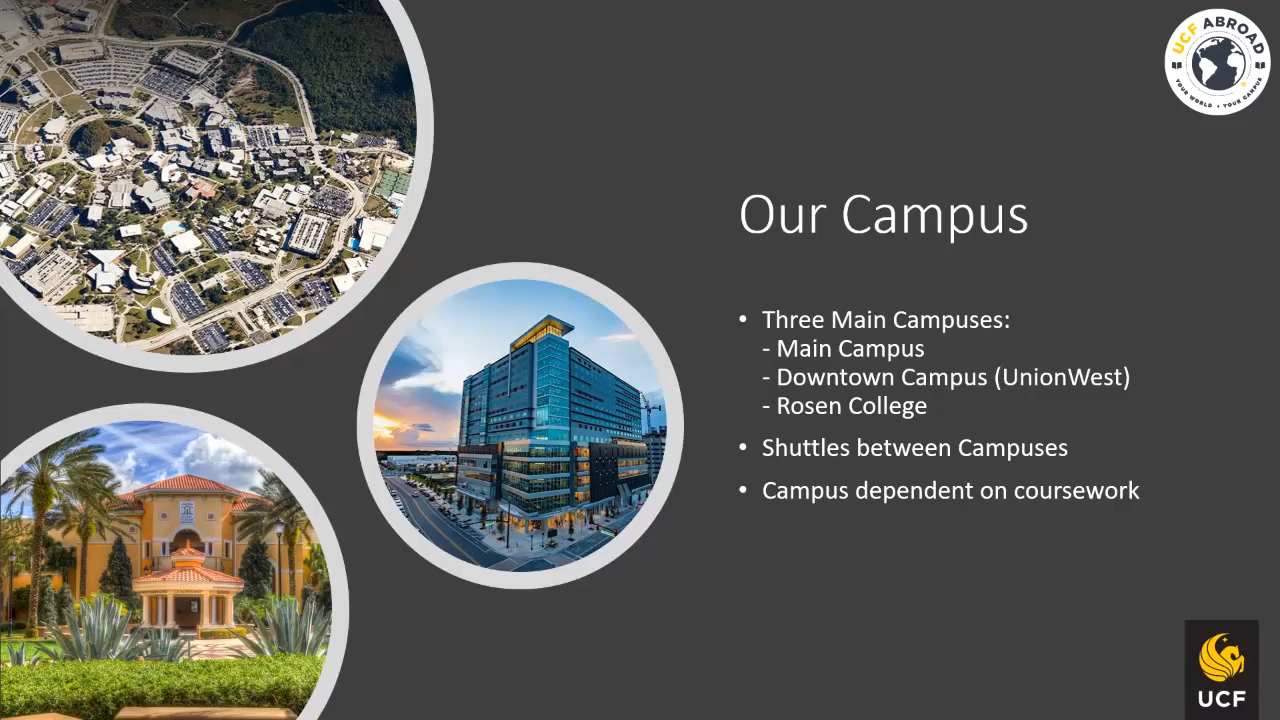 UCF ABROAD
YOUR WORLD • YOUR CAMPUS
Our Campus
• Three Main Campuses:
- Main Campus
- Downtown Campus (UnionWest)
- Rosen College
• Shuttles between Campuses
• Campus dependent on coursework
UCF